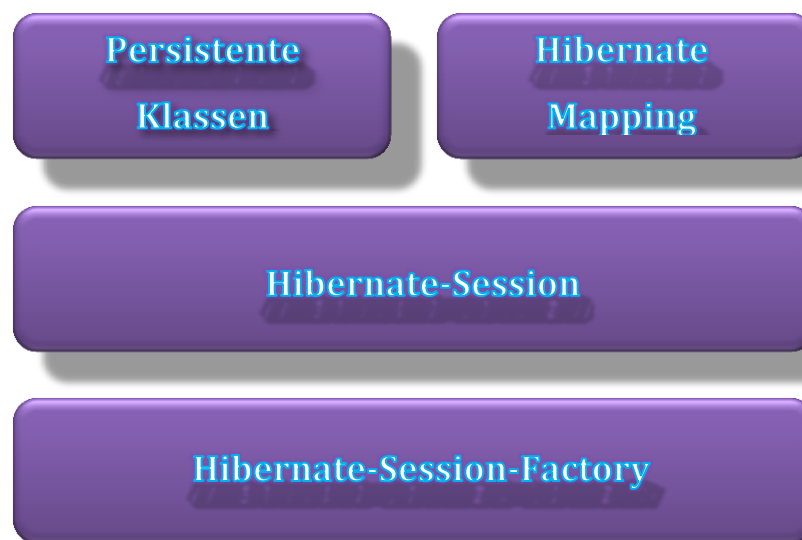 Persistente
Klassen
Hibernate
Mapping
Hibernate-Session
Hibernate-Session-Factory